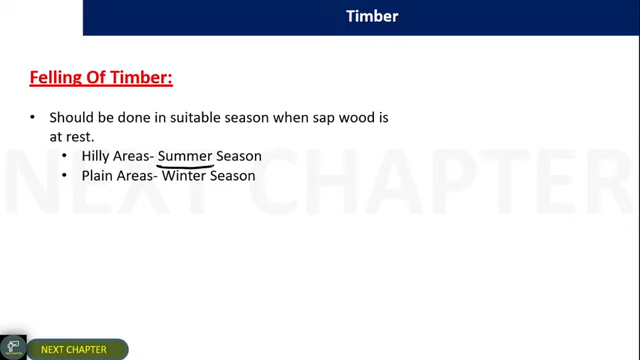 Timber
Felling Of Timber:
• Should be done in suitable season when sap wood is
at rest.
• Hilly Areas- Summer Season
• Plain Areas- Winter Season
NEXT CHAPTER
NEXT CHAPTER